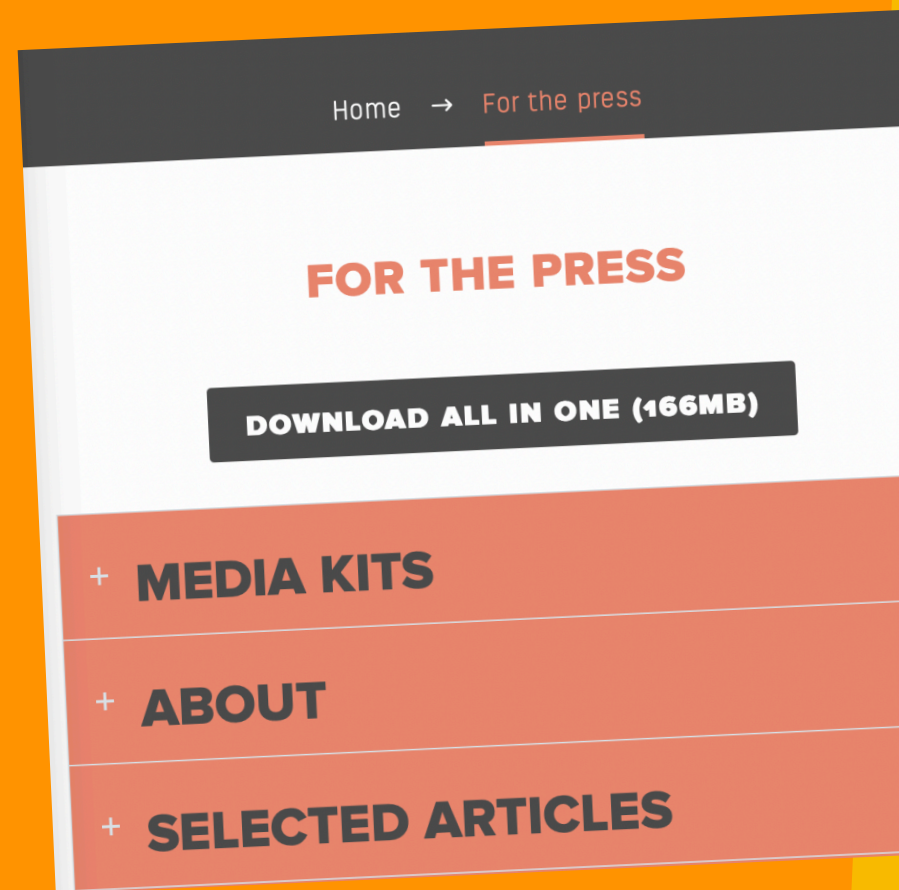 Home → For the press
FOR THE PRESS
DOWNLOAD ALL IN ONE (166MB)
+ MEDIA KITS
+ ABOUT
+ SELECTED ARTICLES